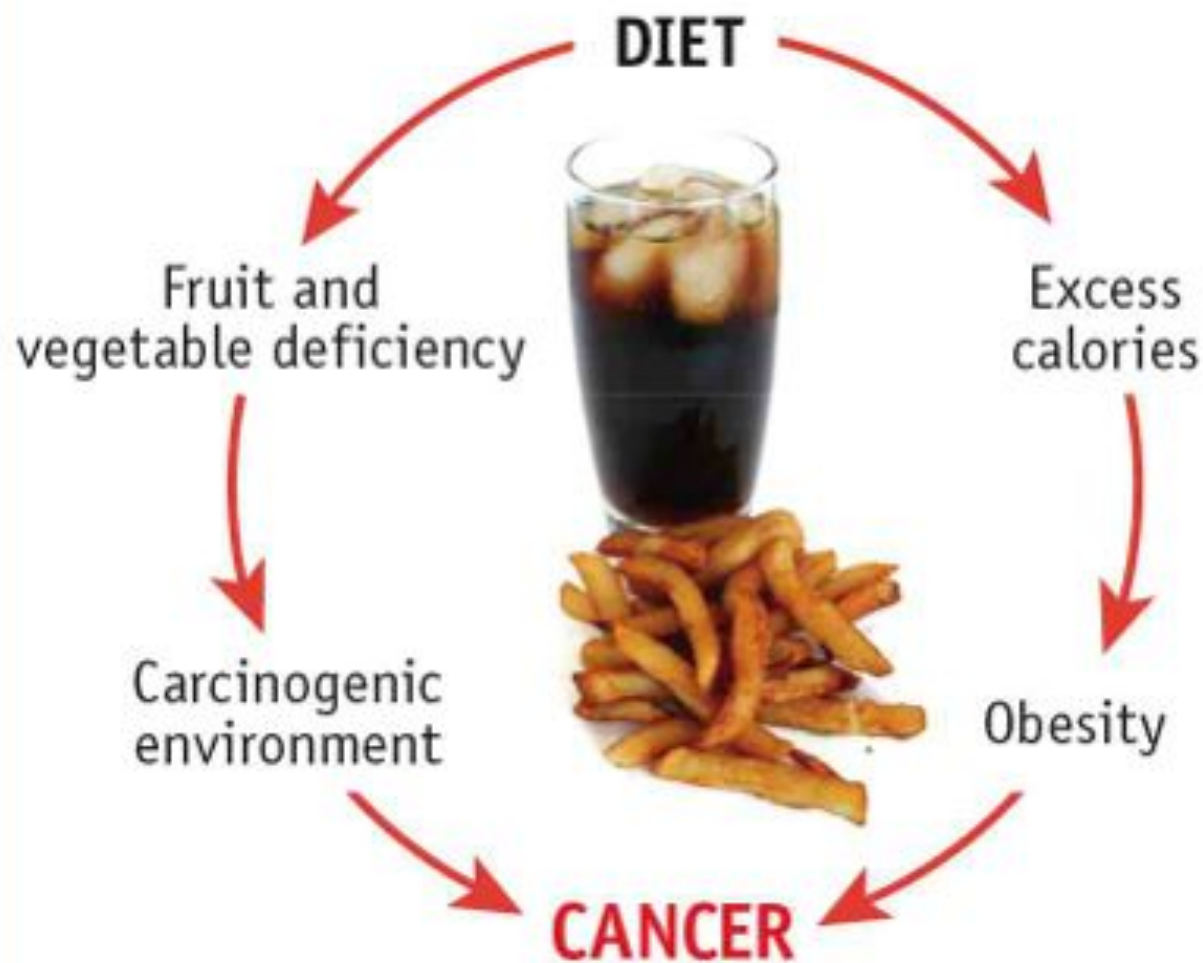 DIET
Fruit and
vegetable deficiency
Excess
calories
Carcinogenic
environment
Obesity
CANCER